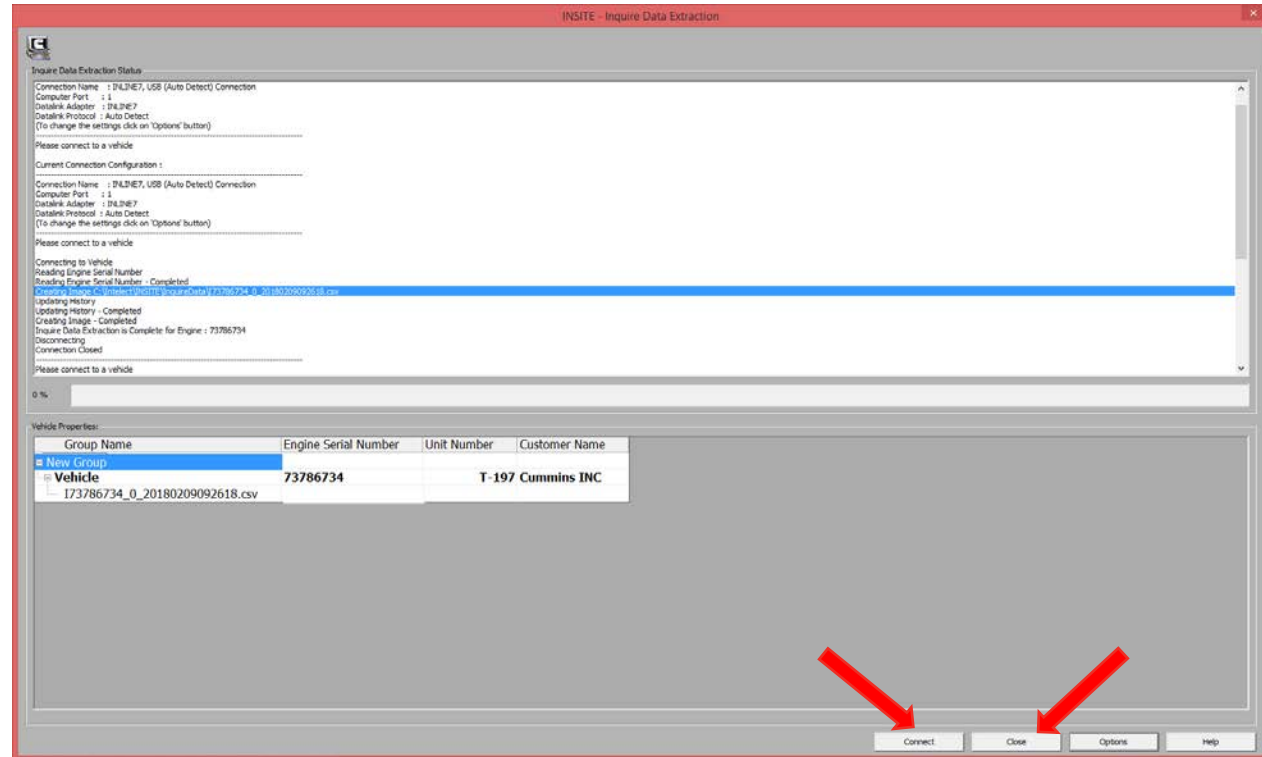 INSITE - Inquire Data Extraction
Inquire Data Extraction Status
Connection Name : INLINE7, USB (Auto Detect) Connection
Computer Port : 1
Datalink Adapter : INLINE7
Datalink Protocol : Auto Detect
(To change the settings click on 'Options' button)
Please connect to a vehicle
Current Connection Configuration :
Connection Name : INLINE7, USB (Auto Detect) Connection
Computer Port : 1
Datalink Adapter : INLINE7
Datalink Protocol : Auto Detect
(To change the settings click on 'Options' button)
Please connect to a vehicle
Connecting to Vehicle
Reading Engine Serial Number
Reading Engine Serial Number - Completed
Creating Image C:\Intelect\INSITE\InquireData\I73786734_0_20180209092618.csv
Updating History
Updating History - Completed
Creating Image - Completed
Inquire Data Extraction is Complete for Engine : 73786734
Disconnecting
Connection Closed
Please connect to a vehicle
0 %
Vehicle Properties:
Group Name Engine Serial Number Unit Number Customer Name
New Group
Vehicle 73786734 T-197 Cummins INC
I73786734_0_20180209092618.csv
Connect Close Options Help